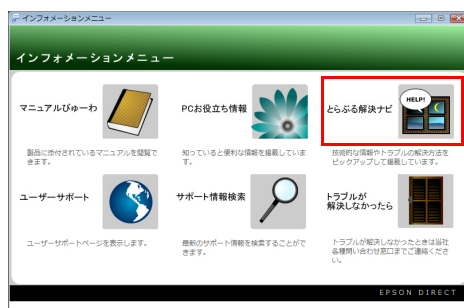 インフォメーションメニュー
インフォメーションメニュー
マニュアルびゅーわ
PCお役立ち情報
とらぶる解決ナビ
HELP!
製品に添付されているマニュアルを閲覧で
きます。
知っていると便利な情報を掲載していま
す。
技術的な情報やトラブルの解決方法を
ピックアップして掲載しています。
ユーザーサポート
サポート情報検索
トラブルが
解決しなかったら
ユーザーサポートページを表示します。
最新のサポート情報を検索することがで
きます。
トラブルが解決しなかったときは当社
各種問い合わせ窓口までご連絡くださ
い。
EPSON DIRECT